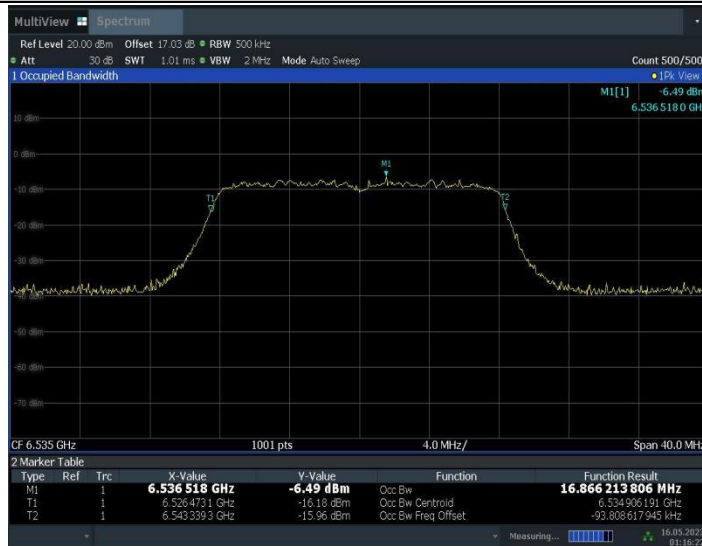 MultiView Spectrum
Ref Level 20.00 dBm Offset 17.03 dB RBW 500 kHz
Att 30 dB SWT 1.01 ms VBW 2 MHz Mode Auto Sweep Count 500/500
1 Occupied Bandwidth 1Pk View
M1[1] -6.49 dBm
6.536 518 0 GH
10 dBm
0 dBm
M1
-10 dBm
T1 T2
-20 dBm
-30 dBm
-50 dBm
-60 dBm
-70 dBm
CF 6.535 GHz 1001 pts 4.0 MHz/ Span 40.0 MHz
2 Marker Table
Type Ref Trc X-Value Y-Value Function Function Result
M1 1 6.536 518 GHz -6.49 dBm Occ Bw 16.866 213 806 MHz
T1 1 6.526 473 1 GHz -16.18 dBm Occ Bw Centroid 6.534 906 191 GHz
T2 1 6.543 339 3 GHz -15.96 dBm Occ Bw Freq Offset -93.808 617 945 kHz
Measuring... 16.05.2023
01:16:22